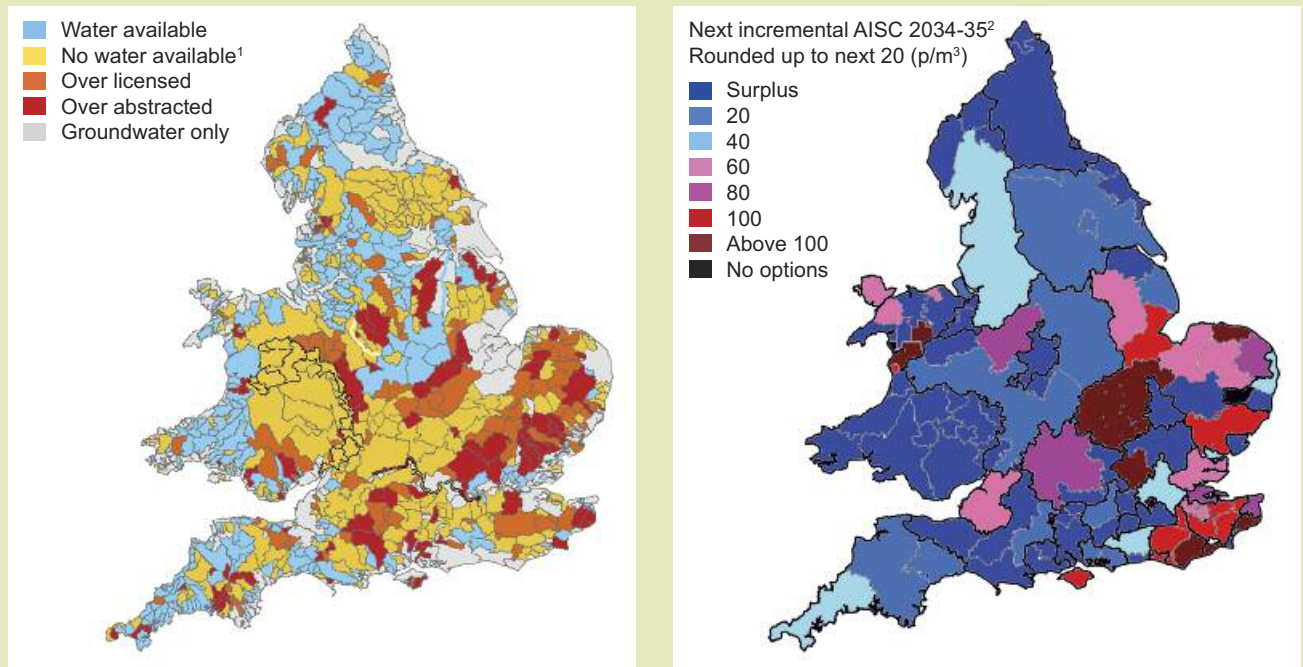 Water available
No water available¹
Over licensed
Over abstracted
Groundwater only
Next incremental AISC 2034-35²
Rounded up to next 20 (p/m³)
Surplus
20
40
60
80
100
Above 100
No options